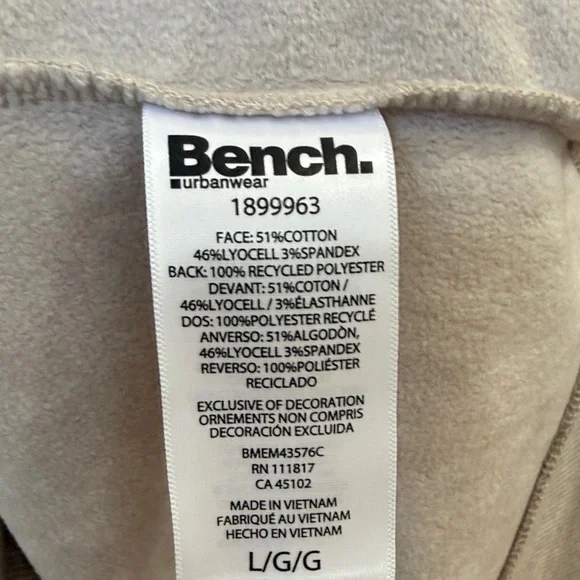 Bench.
urbanwear
1899963
FACE: 51%COTTON
46%LYOCELL 3%SPANDEX
BACK: 100% RECYCLED POLYESTER
DEVANT: 51%COTON /
46%LYOCELL / 3%ÉLASTHANNE
DOS: 100%POLYESTER RECYCLÉ
ANVERSO: 51%ALGODÒN,
46%LYOCELL 3%SPANDEX
REVERSO: 100%POLIÉSTER
RECICLADO
EXCLUSIVE OF DECORATION
ORNEMENTS NON COMPRIS
DECORACIÓN EXCLUIDA
BMEM43576C
RN 111817
CA 45102
MADE IN VIETNAM
FABRIQUÉ AU VIETNAM
HECHO EN VIETNAM
L/G/G